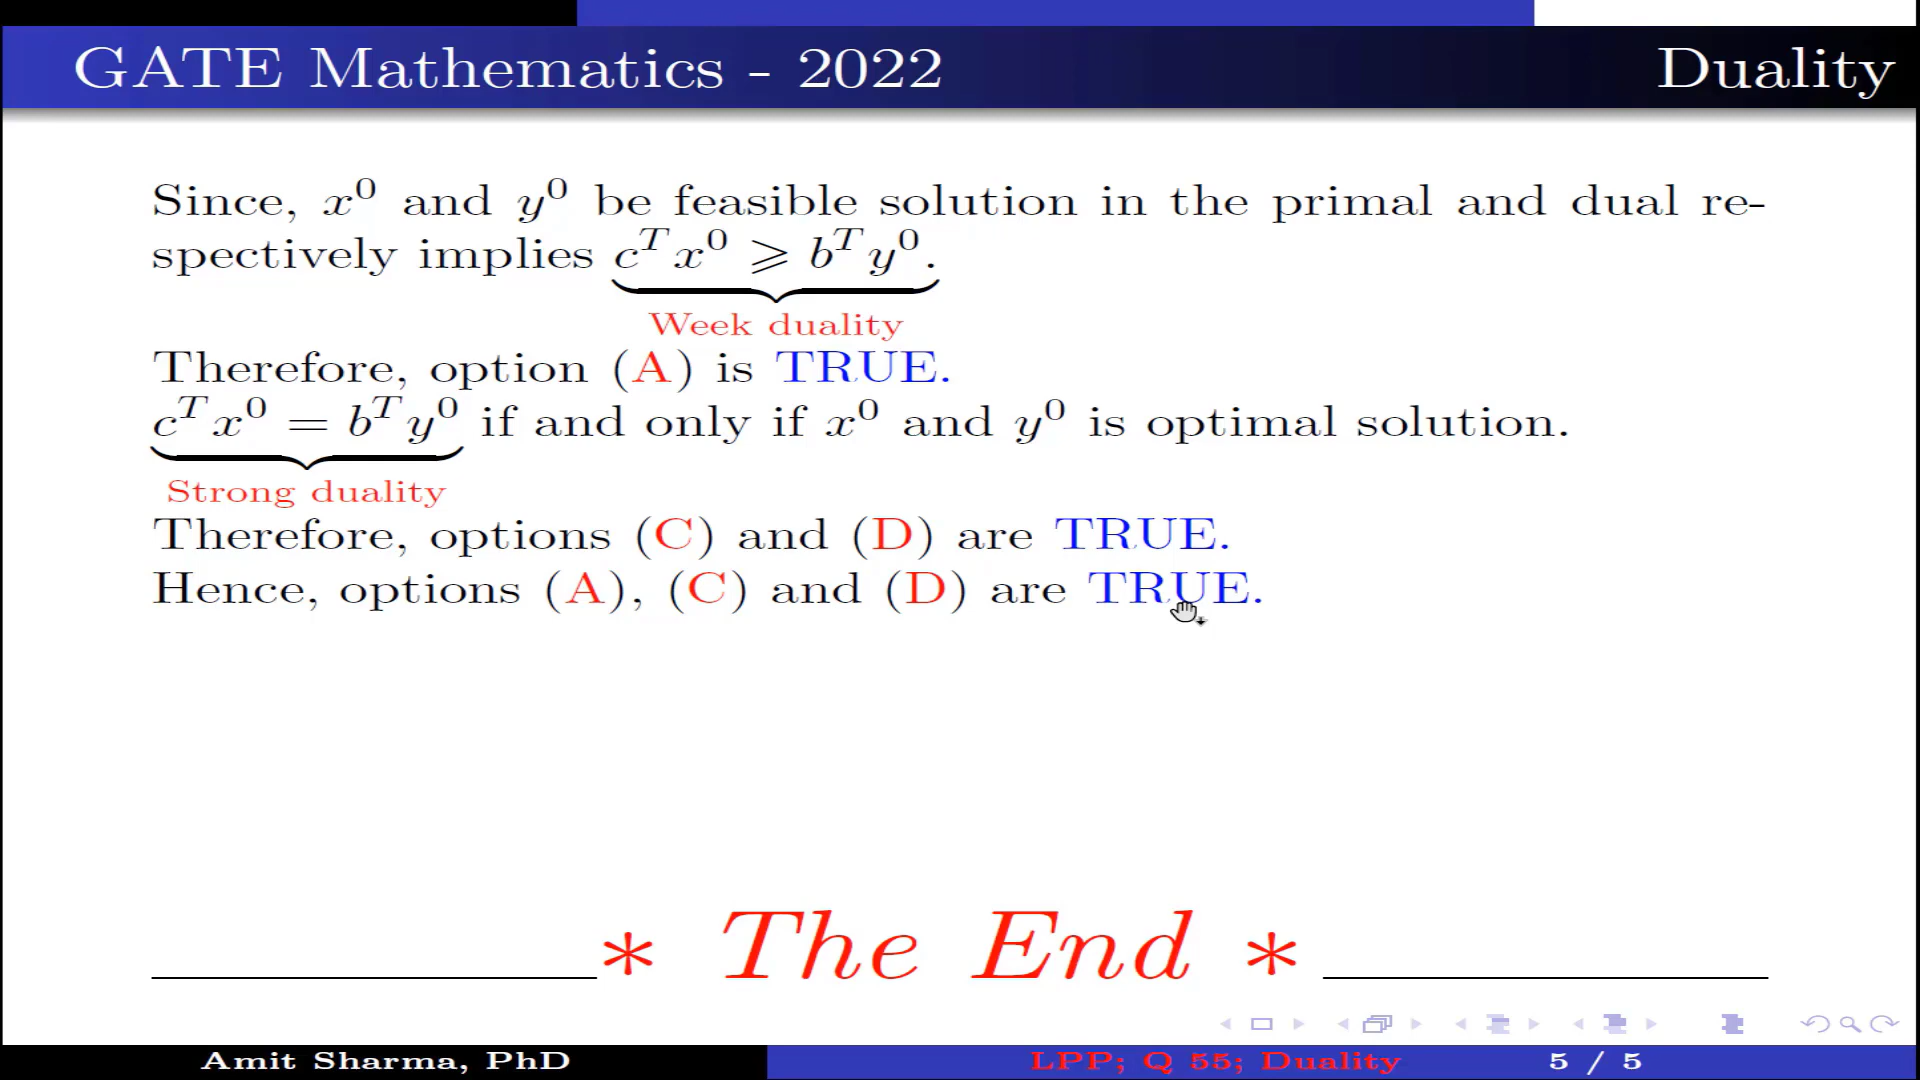 GATE Mathematics - 2022 Duality
Since, x⁰ and y⁰ be feasible solution in the primal and dual re-
spectively implies cᵀx⁰ ⩾ bᵀy⁰.
Week duality
Therefore, option (A) is TRUE.
cᵀx⁰ = bᵀy⁰ if and only if x⁰ and y⁰ is optimal solution.
Strong duality
Therefore, options (C) and (D) are TRUE.
Hence, options (A), (C) and (D) are TRUE.
* The End *
Amit Sharma, PhD LPP; Q 55; Duality 5 / 5